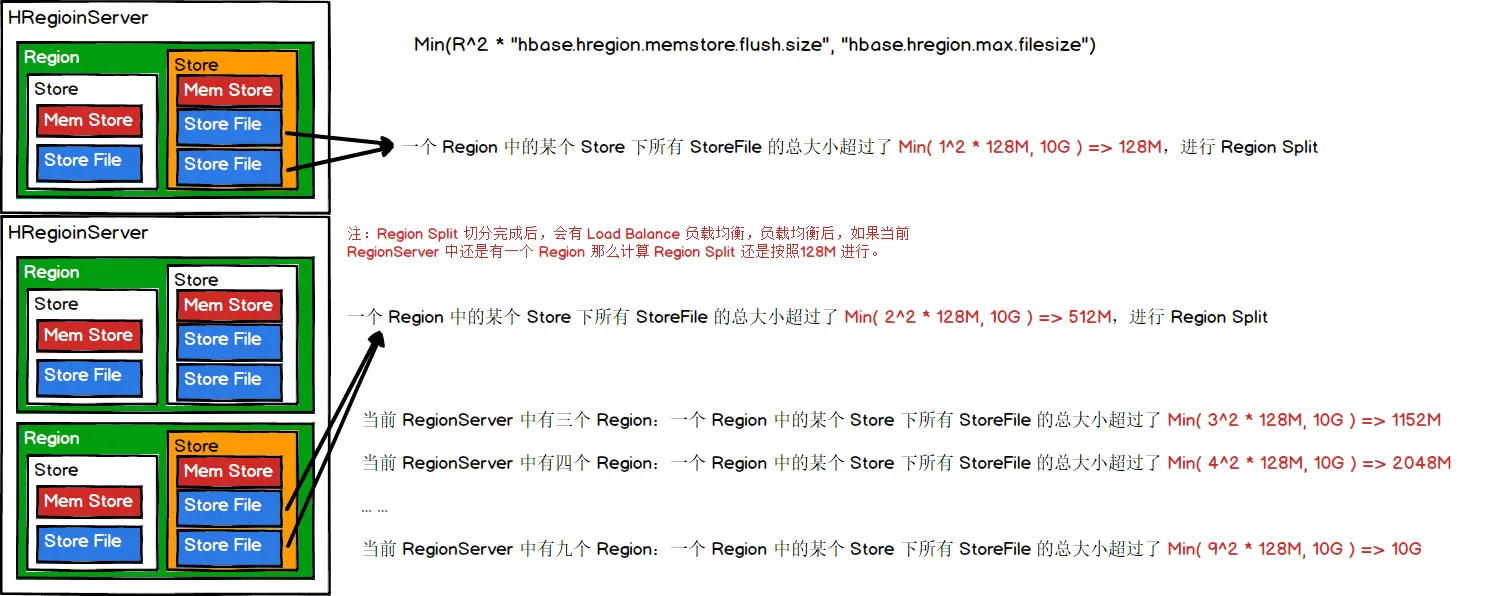 HRegioinServer
Region
Store
Mem Store
Store File
Store
Mem Store
Store File
Store File
Min(R^2 * "hbase.hregion.memstore.flush.size", "hbase.hregion.max.filesize")
一个 Region 中的某个 Store 下所有 StoreFile 的总大小超过了 Min( 1^2 * 128M, 10G ) => 128M，进行 Region Split
HRegioinServer
Region
Store
Mem Store
Store File
Store
Mem Store
Store File
Store File
注：Region Split 切分完成后，会有 Load Balance 负载均衡，负载均衡后，如果当前
RegionServer 中还是有一个 Region 那么计算 Region Split 还是按照128M 进行。
一个 Region 中的某个 Store 下所有 StoreFile 的总大小超过了 Min( 2^2 * 128M, 10G ) => 512M，进行 Region Split
Region
Store
Mem Store
Store File
Store
Mem Store
Store File
Store File
当前 RegionServer 中有三个 Region：一个 Region 中的某个 Store 下所有 StoreFile 的总大小超过了 Min( 3^2 * 128M, 10G ) => 1152M
当前 RegionServer 中有四个 Region：一个 Region 中的某个 Store 下所有 StoreFile 的总大小超过了 Min( 4^2 * 128M, 10G ) => 2048M
... ...
当前 RegionServer 中有九个 Region：一个 Region 中的某个 Store 下所有 StoreFile 的总大小超过了 Min( 9^2 * 128M, 10G ) => 10G